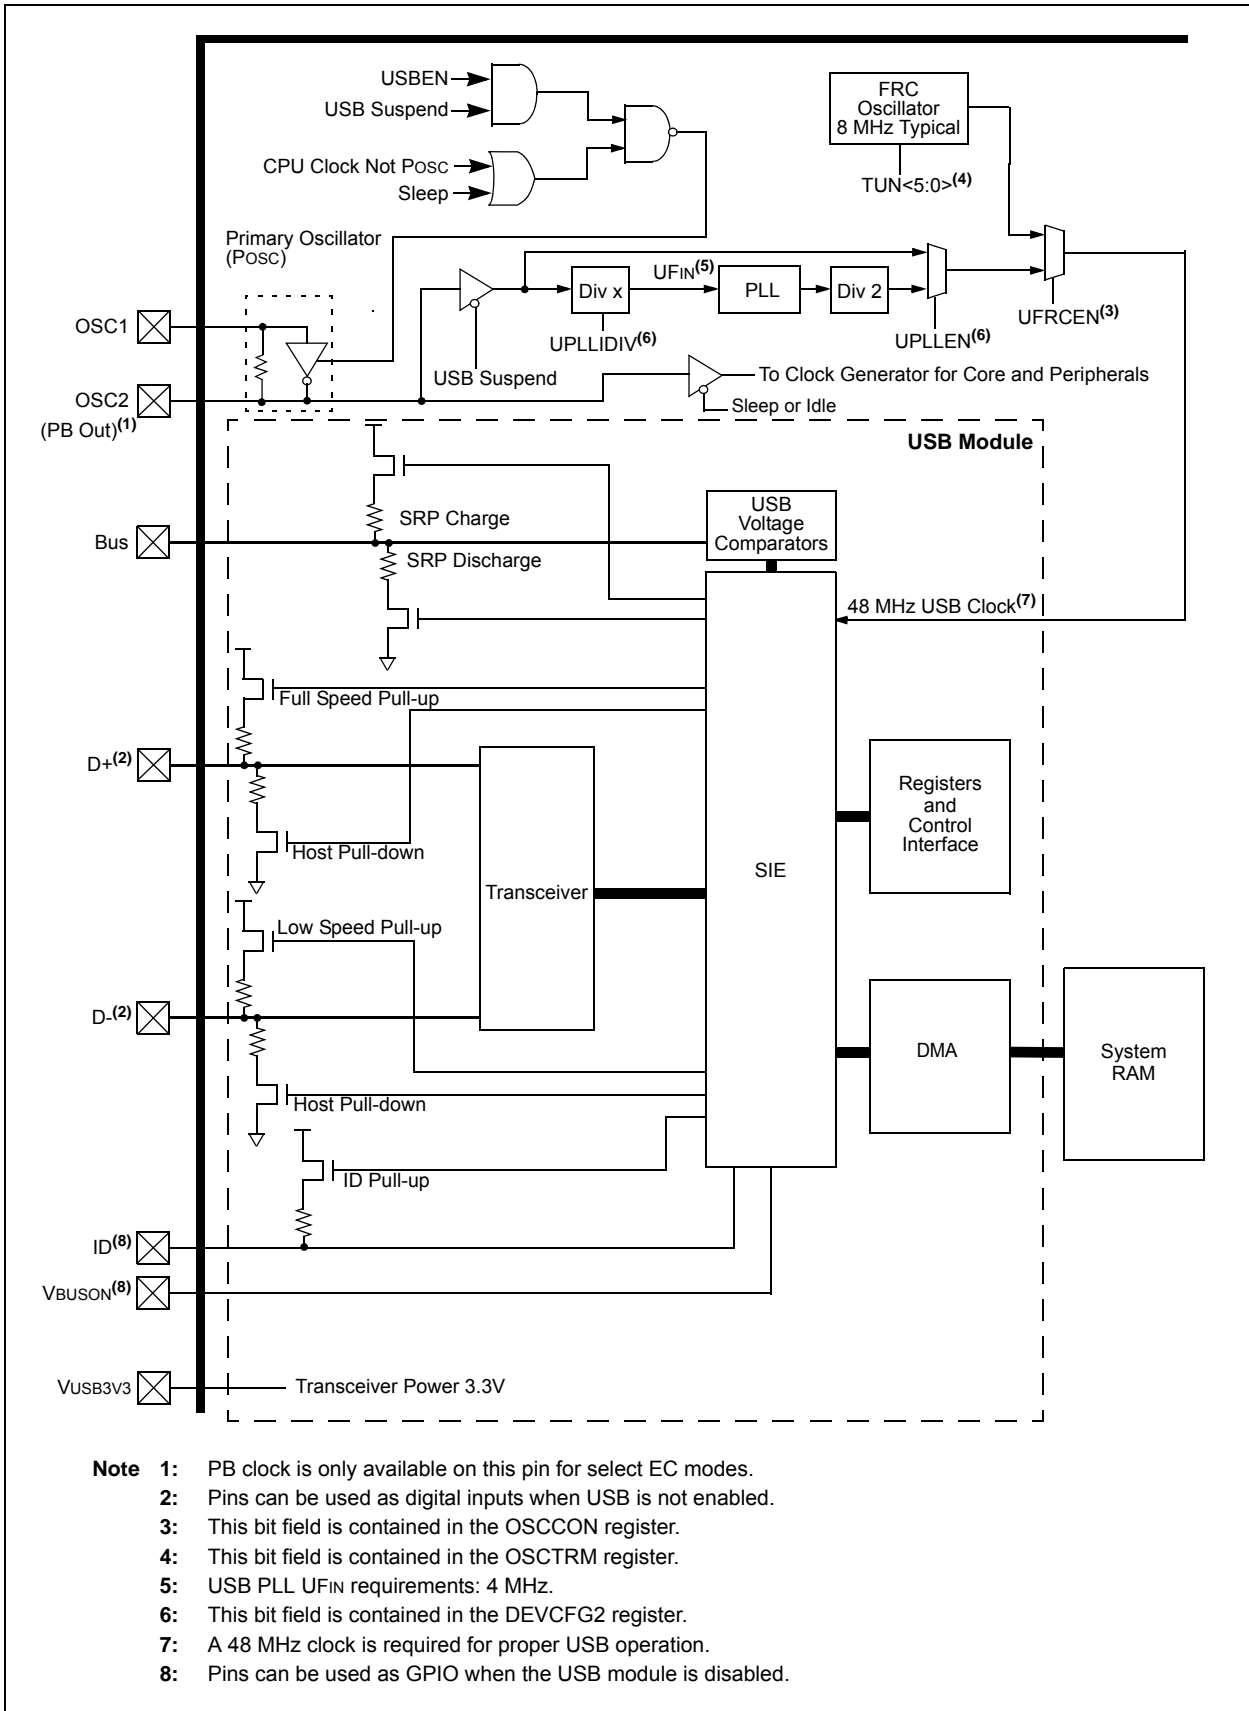 USBEN
USB Suspend
CPU Clock Not POSC
Sleep
FRC
Oscillator
8 MHz Typical
TUN<5:0>(4)
Primary Oscillator
(POSC)
UFIN(5)
Div x
PLL
Div 2
UFRCEN(3)
OSC1
UPLLIDIV(6)
UPLLEN(6)
USB Suspend
To Clock Generator for Core and Peripherals
OSC2
(PB Out)(1)
Sleep or Idle
USB Module
USB
Voltage
Comparators
SRP Charge
Bus
SRP Discharge
48 MHz USB Clock(7)
Full Speed Pull-up
D+(2)
Registers
and
Control
Interface
Host Pull-down
SIE
Transceiver
Low Speed Pull-up
D-(2)
DMA
System
RAM
Host Pull-down
ID Pull-up
ID(8)
VBUSON(8)
VUSB3V3
Transceiver Power 3.3V
Note 1: PB clock is only available on this pin for select EC modes.
2: Pins can be used as digital inputs when USB is not enabled.
3: This bit field is contained in the OSCCON register.
4: This bit field is contained in the OSCTRM register.
5: USB PLL UFIN requirements: 4 MHz.
6: This bit field is contained in the DEVCFG2 register.
7: A 48 MHz clock is required for proper USB operation.
8: Pins can be used as GPIO when the USB module is disabled.